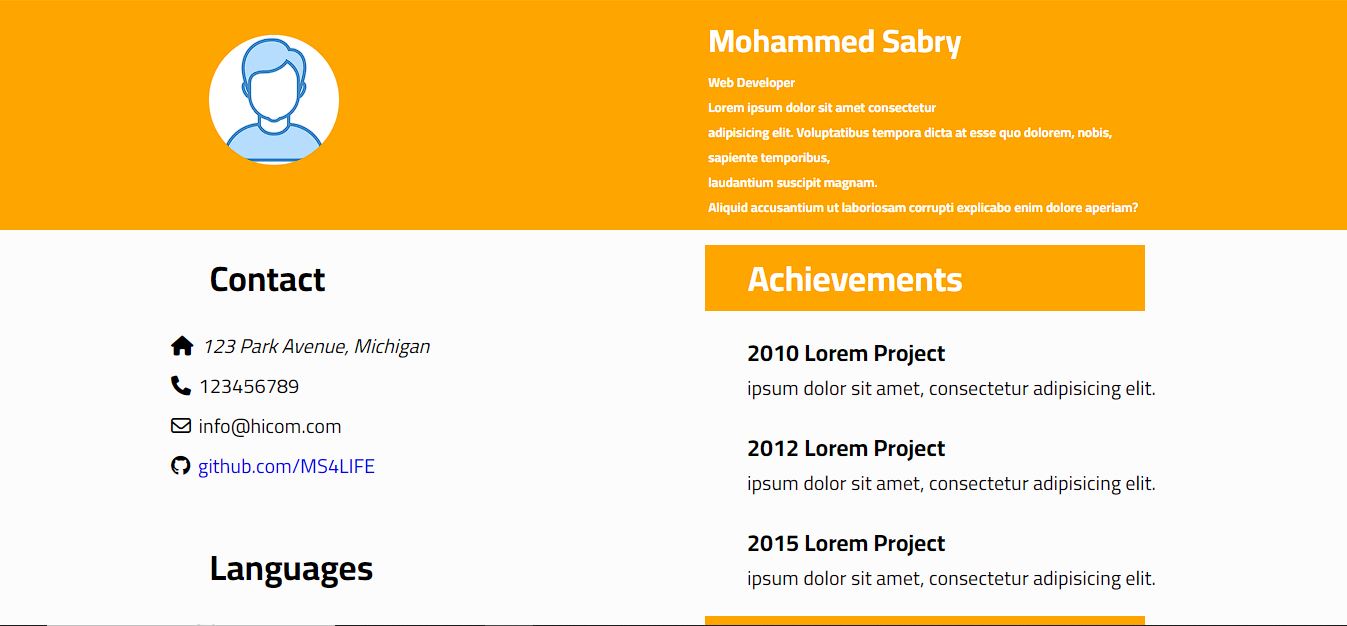 Mohammed Sabry
Web Developer
Lorem ipsum dolor sit amet consectetur
adipisicing elit. Voluptatibus tempora dicta at esse quo dolorem, nobis,
sapiente temporibus,
laudantium suscipit magnam.
Aliquid accusantium ut laboriosam corrupti explicabo enim dolore aperiam?
Contact
123 Park Avenue, Michigan
123456789
info@hicom.com
github.com/MS4LIFE
Languages
Achievements
2010 Lorem Project
ipsum dolor sit amet, consectetur adipisicing elit.
2012 Lorem Project
ipsum dolor sit amet, consectetur adipisicing elit.
2015 Lorem Project
ipsum dolor sit amet, consectetur adipisicing elit.